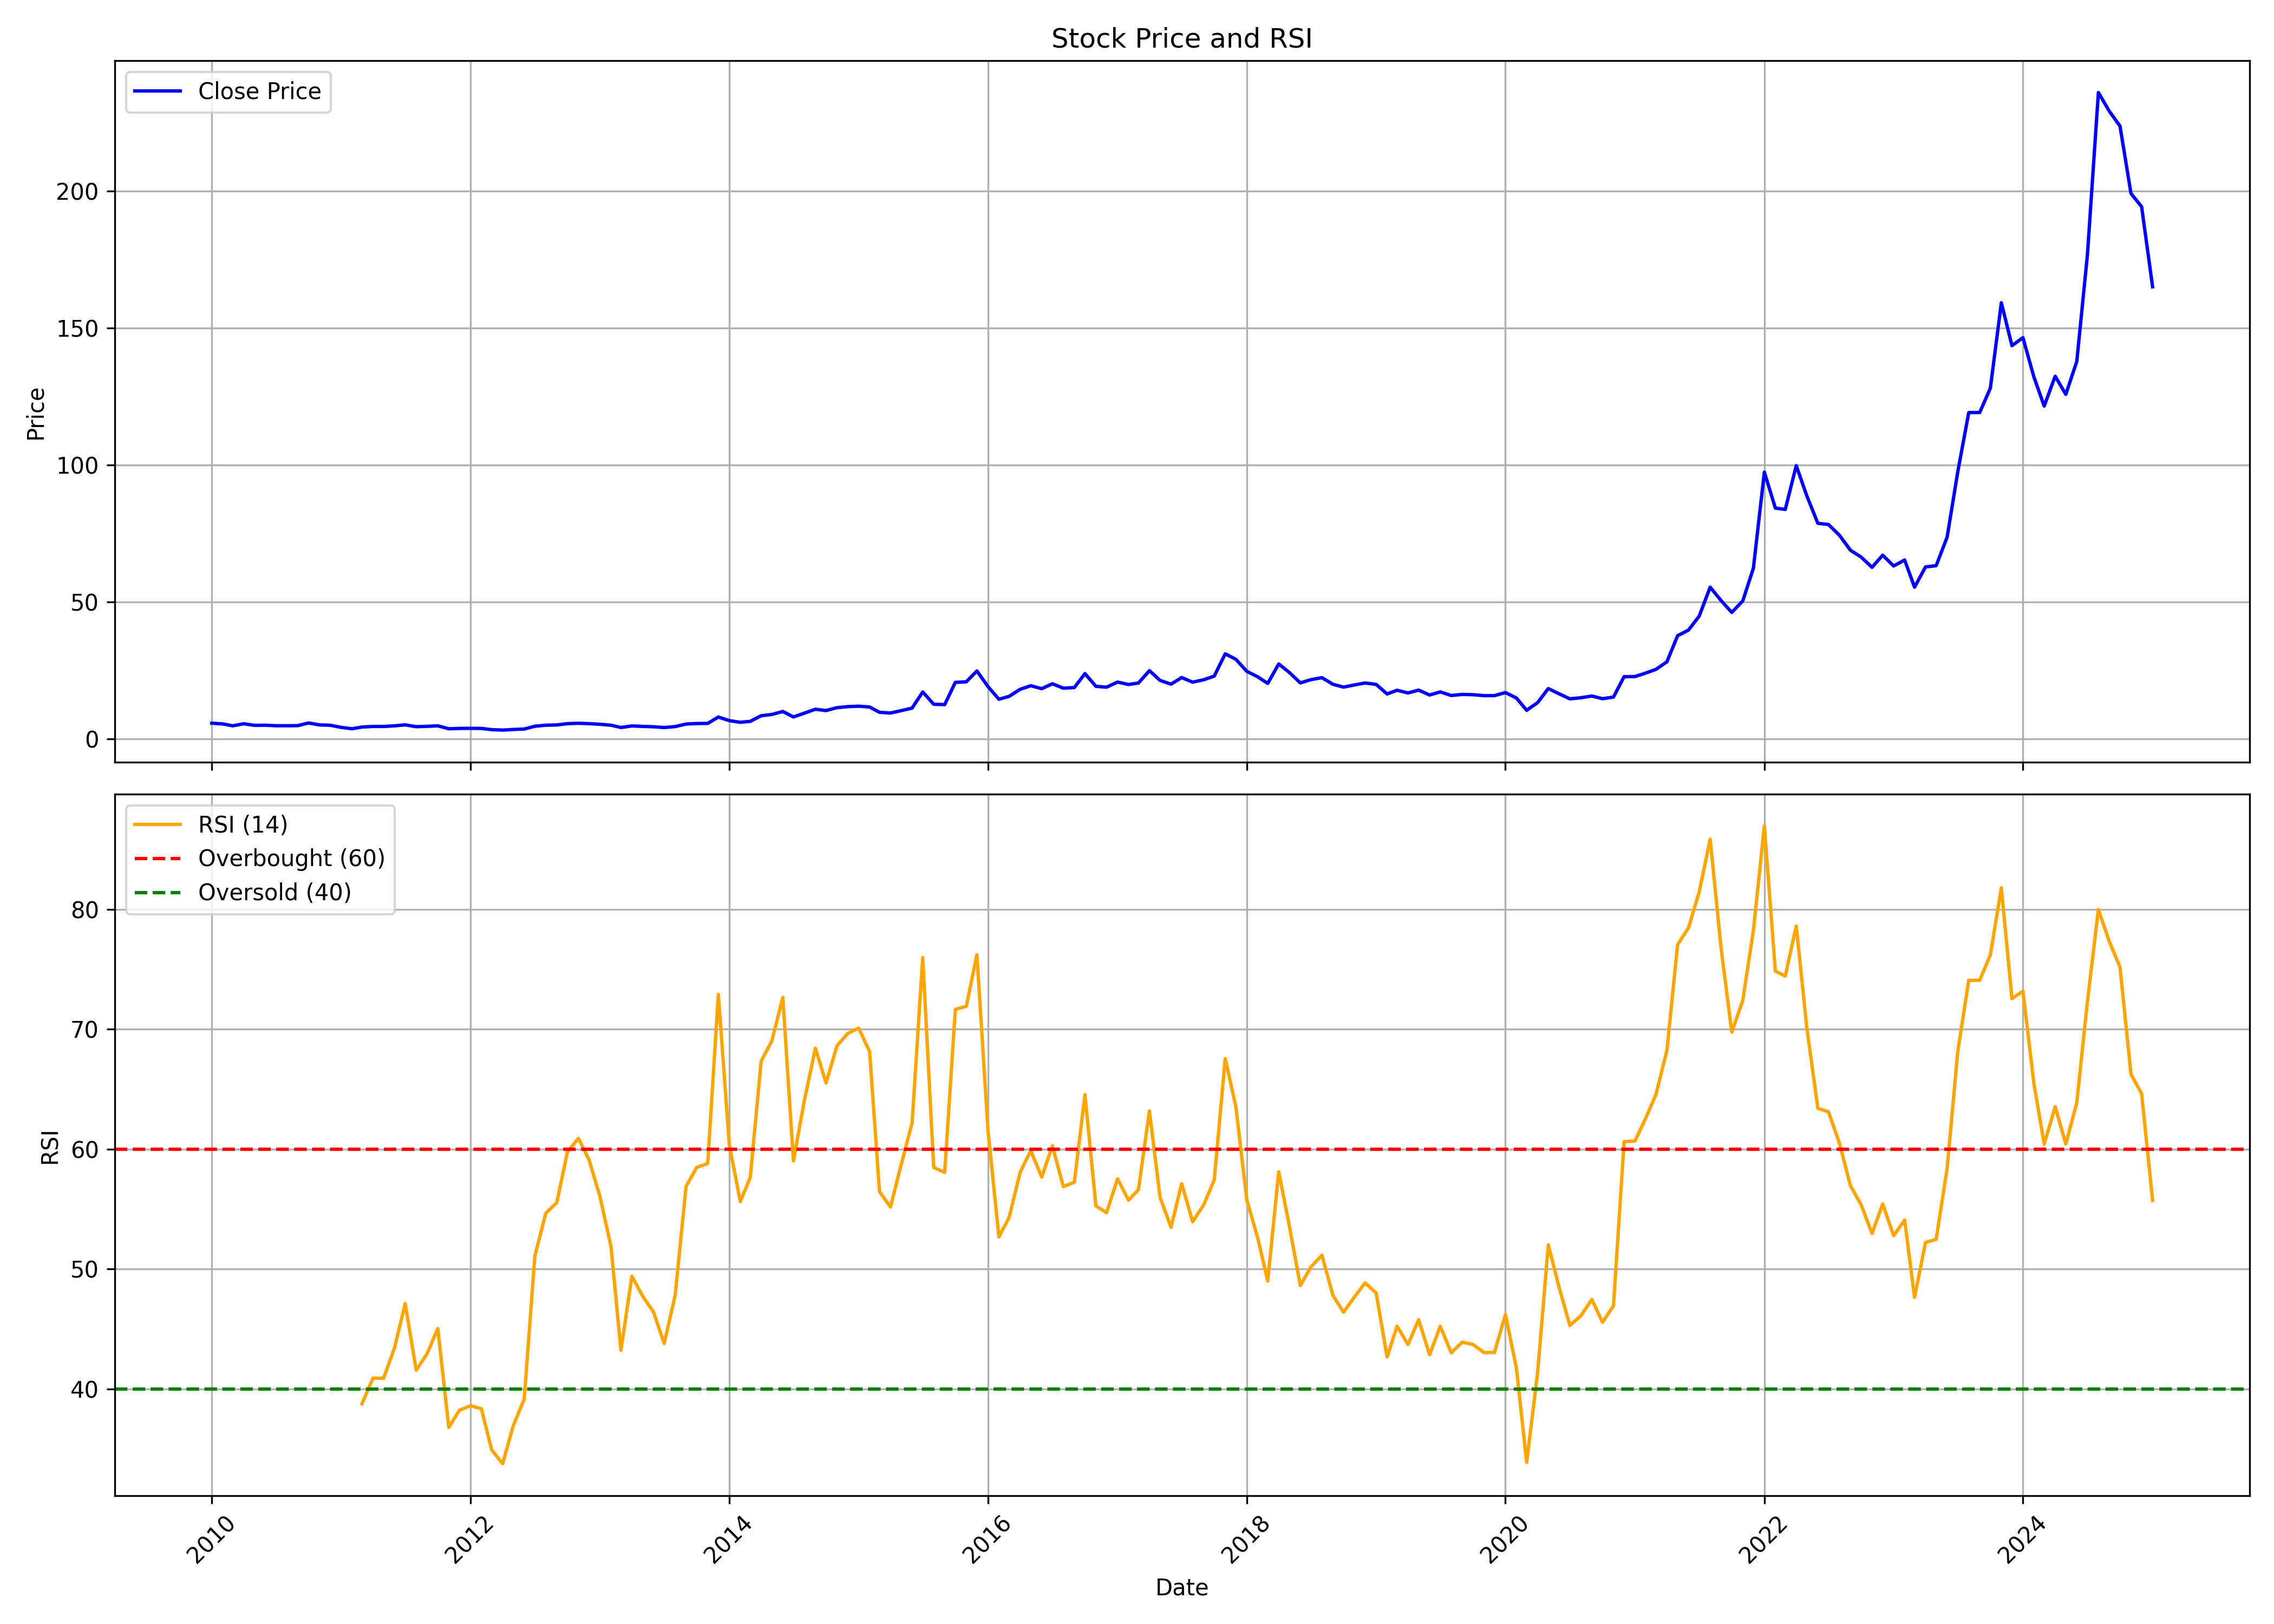 Stock Price and RSI
Close Price
Price
200
150
100
50
0
RSI (14)
Overbought (60)
Oversold (40)
RSI
80
70
60
50
40
2010
2012
2014
2016
2018
2020
2022
2024
Date